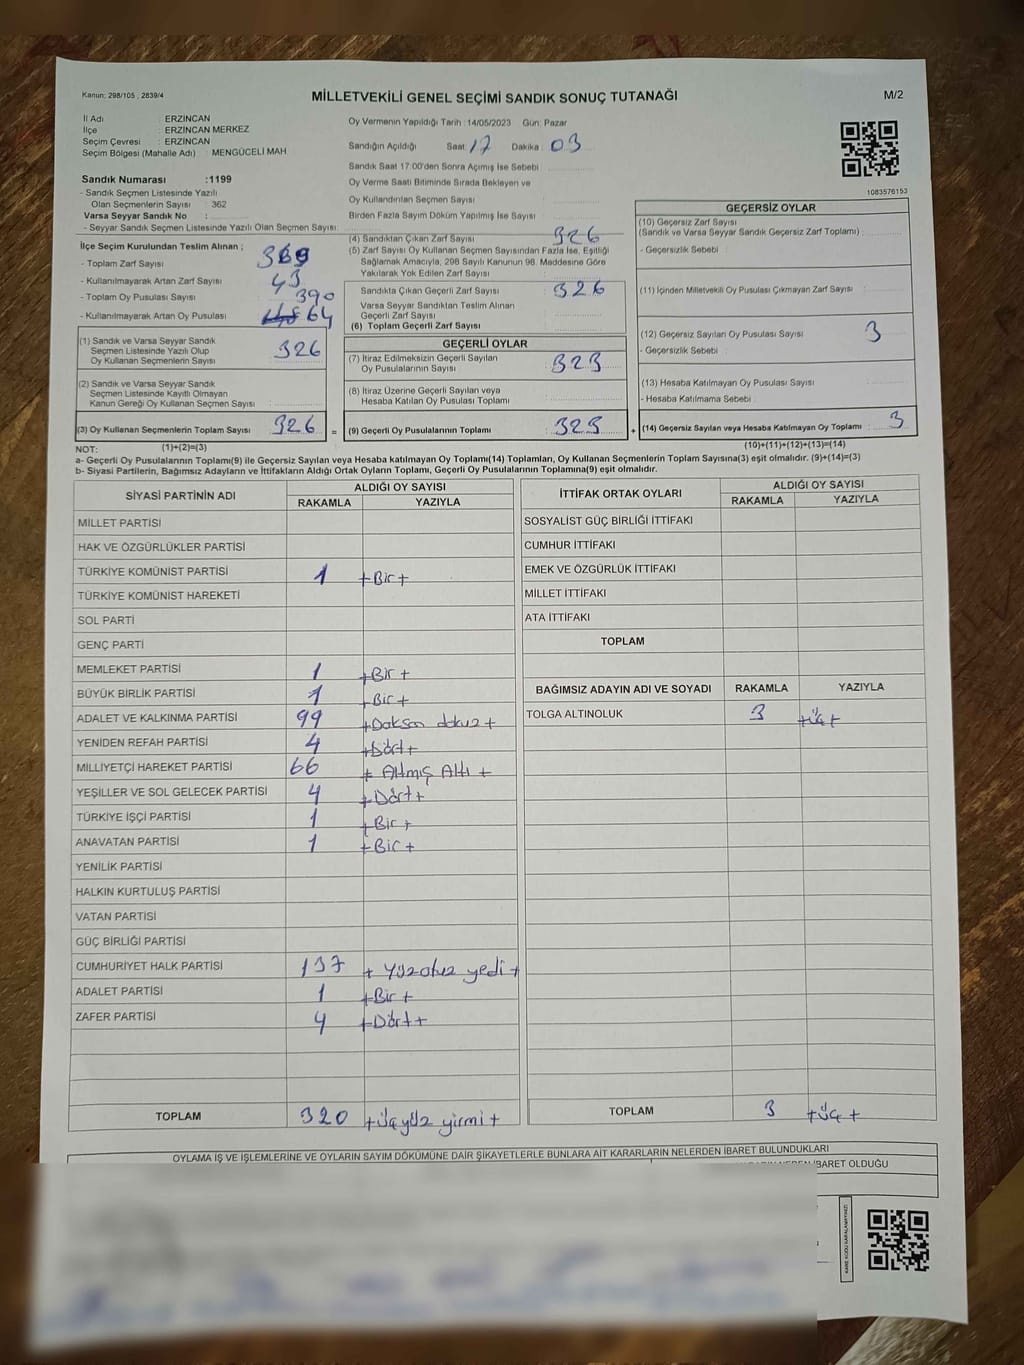 Kanun: 298/105 , 2839/4
MİLLETVEKİLİ GENEL SEÇİMİ SANDIK SONUÇ TUTANAĞI
M/2
İl Adı : ERZİNCAN
İlçe : ERZİNCAN MERKEZ
Seçim Çevresi : ERZİNCAN
Seçim Bölgesi (Mahalle Adı) : MENGÜCELİ MAH
Sandık Numarası :1199
- Sandık Seçmen Listesinde Yazılı
Olan Seçmenlerin Sayısı : 362
Varsa Seyyar Sandık No :
- Seyyar Sandık Seçmen Listesinde Yazılı Olan Seçmen Sayısı :
Oy Vermenin Yapıldığı Tarih : 14/05/2023 Gün: Pazar
Sandığın Açıldığı Saat : 17 Dakika : 03
Sandık Saat 17:00'den Sonra Açımış İse Sebebi
Oy Verme Saati Bitiminde Sırada Bekleyen ve
Oy Kullandırılan Seçmen Sayısı
Birden Fazla Sayım Döküm Yapılmış İse Sayısı
1083576153
İlçe Seçim Kurulundan Teslim Alınan ;
- Toplam Zarf Sayısı : 369
- Kullanılmayarak Artan Zarf Sayısı : 43
- Toplam Oy Pusulası Sayısı : 390
- Kullanılmayarak Artan Oy Pusulası : 64
(1) Sandık ve Varsa Seyyar Sandık
Seçmen Listesinde Yazılı Olup
Oy Kullanan Seçmenlerin Sayısı : 326
(2) Sandık ve Varsa Seyyar Sandık
Seçmen Listesinde Kayıtlı Olmayan
Kanun Gereği Oy Kullanan Seçmen Sayısı :
(3) Oy Kullanan Seçmenlerin Toplam Sayısı : 326 =
(4) Sandıktan Çıkan Zarf Sayısı 326
(5) Zarf Sayısı Oy Kullanan Seçmen Sayısından Fazla İse, Eşitliği
Sağlamak Amacıyla, 298 Sayılı Kanunun 98. Maddesine Göre
Yakılarak Yok Edilen Zarf Sayısı :
Sandıkta Çıkan Geçerli Zarf Sayısı : 326
Varsa Seyyar Sandıktan Teslim Alınan
Geçerli Zarf Sayısı :
(6) Toplam Geçerli Zarf Sayısı :
GEÇERLİ OYLAR
(7) İtiraz Edilmeksizin Geçerli Sayılan
Oy Pusulalarının Sayısı : 323
(8) İtiraz Üzerine Geçerli Sayılan veya
Hesaba Katılan Oy Pusulası Toplamı :
(9) Geçerli Oy Pusulalarının Toplamı : 323 +
GEÇERSİZ OYLAR
(10) Geçersiz Zarf Sayısı
(Sandık ve Varsa Seyyar Sandık Geçersiz Zarf Toplamı) :
- Geçersizlik Sebebi :
(11) İçinden Milletvekili Oy Pusulası Çıkmayan Zarf Sayısı :
(12) Geçersiz Sayılan Oy Pusulası Sayısı : 3
- Geçersizlik Sebebi :
(13) Hesaba Katılmayan Oy Pusulası Sayısı :
- Hesaba Katılmama Sebebi :
(14) Geçersiz Sayılan veya Hesaba Katılmayan Oy Toplamı : 3
NOT: (1)+(2)=(3) (10)+(11)+(12)+(13)=(14)
a- Geçerli Oy Pusulalarının Toplamı(9) ile Geçersiz Sayılan veya Hesaba katılmayan Oy Toplamı(14) Toplamları, Oy Kullanan Seçmenlerin Toplam Sayısına(3) eşit olmalıdır. (9)+(14)=(3)
b- Siyasi Partilerin, Bağımsız Adayların ve İttifakların Aldığı Ortak Oyların Toplamı, Geçerli Oy Pusulalarının Toplamına(9) eşit olmalıdır.
SİYASİ PARTİNİN ADI ALDIĞI OY SAYISI
RAKAMLA YAZIYLA
MİLLET PARTİSİ
HAK VE ÖZGÜRLÜKLER PARTİSİ
TÜRKİYE KOMÜNİST PARTİSİ 1 +Bir+
TÜRKİYE KOMÜNİST HAREKETİ
SOL PARTİ
GENÇ PARTİ
MEMLEKET PARTİSİ 1 +Bir+
BÜYÜK BİRLİK PARTİSİ 1 +Bir+
ADALET VE KALKINMA PARTİSİ 99 +Doksan dokuz+
YENİDEN REFAH PARTİSİ 4 +Dört+
MİLLİYETÇİ HAREKET PARTİSİ 66 + Altmış Altı +
YEŞİLLER VE SOL GELECEK PARTİSİ 4 +Dört+
TÜRKİYE İŞÇİ PARTİSİ 1 +Bir+
ANAVATAN PARTİSİ 1 +Bir+
YENİLİK PARTİSİ
HALKIN KURTULUŞ PARTİSİ
VATAN PARTİSİ
GÜÇ BİRLİĞİ PARTİSİ
CUMHURİYET HALK PARTİSİ 137 + Yüzotuz yedi +
ADALET PARTİSİ 1 +Bir+
ZAFER PARTİSİ 4 +Dört+
TOPLAM 320 +üçyüz yirmi+
İTTİFAK ORTAK OYLARI ALDIĞI OY SAYISI
RAKAMLA YAZIYLA
SOSYALİST GÜÇ BİRLİĞİ İTTİFAKI
CUMHUR İTTİFAKI
EMEK VE ÖZGÜRLÜK İTTİFAKI
MİLLET İTTİFAKI
ATA İTTİFAKI
TOPLAM
BAĞIMSIZ ADAYIN ADI VE SOYADI RAKAMLA YAZIYLA
TOLGA ALTINOLUK 3 +üç+
TOPLAM 3 +üç+
OYLAMA İŞ VE İŞLEMLERİNE VE OYLARIN SAYIM DÖKÜMÜNE DAİR ŞİKAYETLERLE BUNLARA AİT KARARLARIN NELERDEN İBARET BULUNDUKLARI
İBARET OLDUĞU